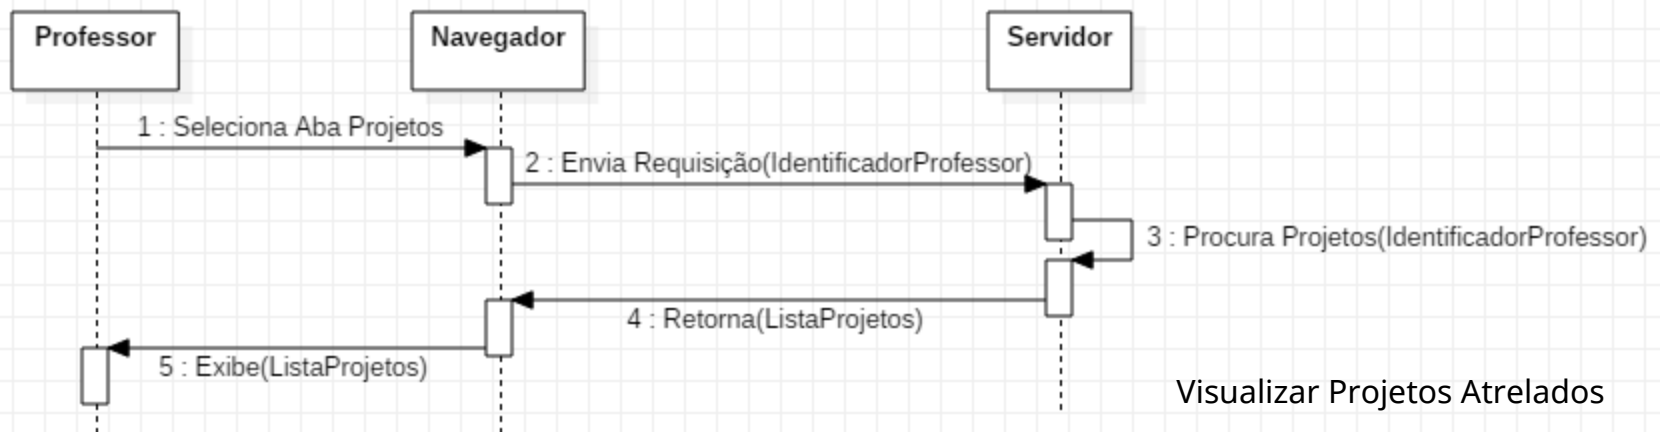 Professor
Navegador
Servidor
1 : Seleciona Aba Projetos
2 : Envia Requisição(IdentificadorProfessor)
3 : Procura Projetos(IdentificadorProfessor)
4 : Retorna(ListaProjetos)
5 : Exibe(ListaProjetos)
Visualizar Projetos Atrelados